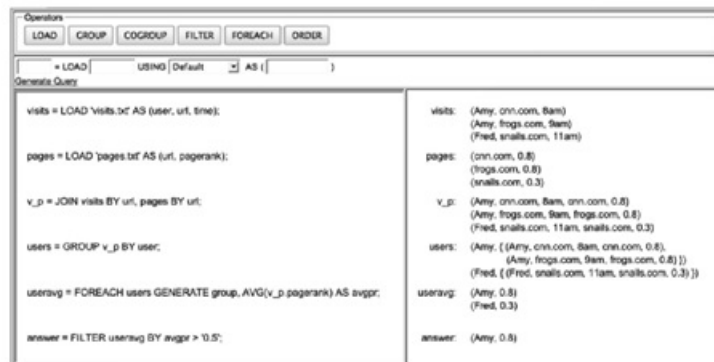 Operators
LOAD GROUP COGROUP FILTER FOREACH ORDER
= LOAD USING Default AS ( )
Generate Query
visits = LOAD 'visits.txt' AS (user, url, time);
visits: (Amy, cnn.com, 8am)
(Amy, frogs.com, 9am)
(Fred, snails.com, 11am)
pages = LOAD 'pages.txt' AS (url, pagerank);
pages: (cnn.com, 0.8)
(frogs.com, 0.8)
(snails.com, 0.3)
v_p = JOIN visits BY url, pages BY url;
v_p: (Amy, cnn.com, 8am, cnn.com, 0.8)
(Amy, frogs.com, 9am, frogs.com, 0.8)
(Fred, snails.com, 11am, snails.com, 0.3)
users = GROUP v_p BY user;
users: (Amy, { (Amy, cnn.com, 8am, cnn.com, 0.8),
(Amy, frogs.com, 9am, frogs.com, 0.8) })
(Fred, { (Fred, snails.com, 11am, snails.com, 0.3) })
useravg = FOREACH users GENERATE group, AVG(v_p.pagerank) AS avgpr;
useravg: (Amy, 0.8)
(Fred, 0.3)
answer = FILTER useravg BY avgpr > '0.5';
answer: (Amy, 0.8)